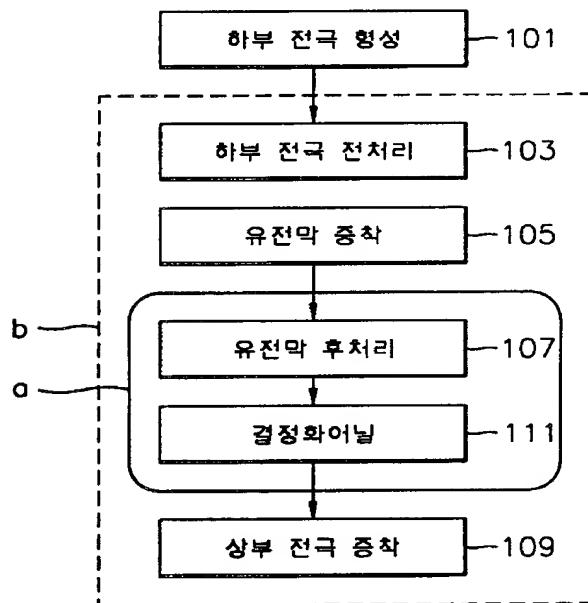 하부 전극 형성 101
하부 전극 전처리 103
유전막 증착 105
b
유전막 후처리 107
a
결정화어닐 111
상부 전극 증착 109